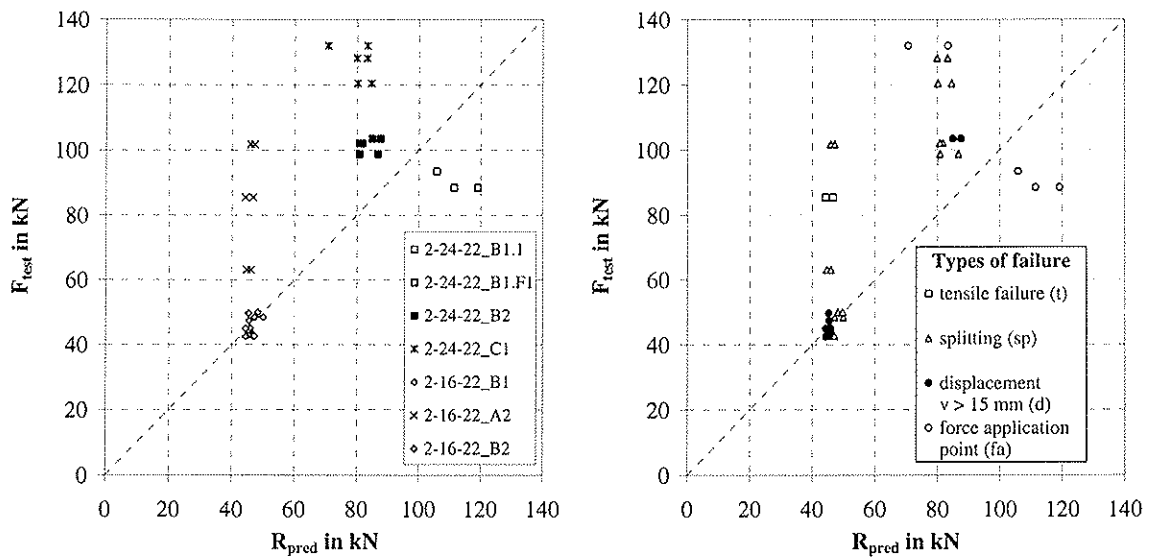 140
120
100
80
60
40
20
0
F_test in kN
0 20 40 60 80 100 120 140
R_pred in kN
2-24-22_B1.1
2-24-22_B1.F1
2-24-22_B2
2-24-22_C1
2-16-22_B1
2-16-22_A2
2-16-22_B2
140
120
100
80
60
40
20
0
F_test in kN
0 20 40 60 80 100 120 140
R_pred in kN
Types of failure
tensile failure (t)
splitting (sp)
displacement
v > 15 mm (d)
force application
point (fa)